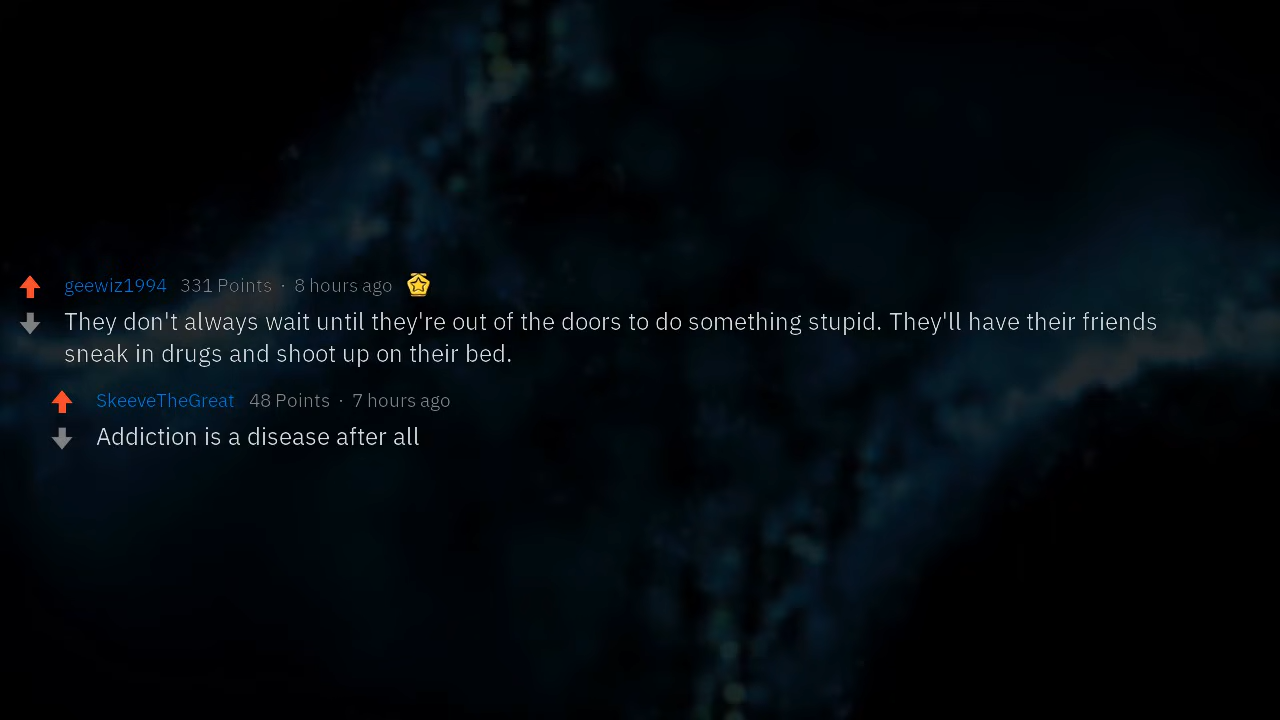 geewiz1994 331 Points · 8 hours ago
They don't always wait until they're out of the doors to do something stupid. They'll have their friends
sneak in drugs and shoot up on their bed.
SkeeveTheGreat 48 Points · 7 hours ago
Addiction is a disease after all